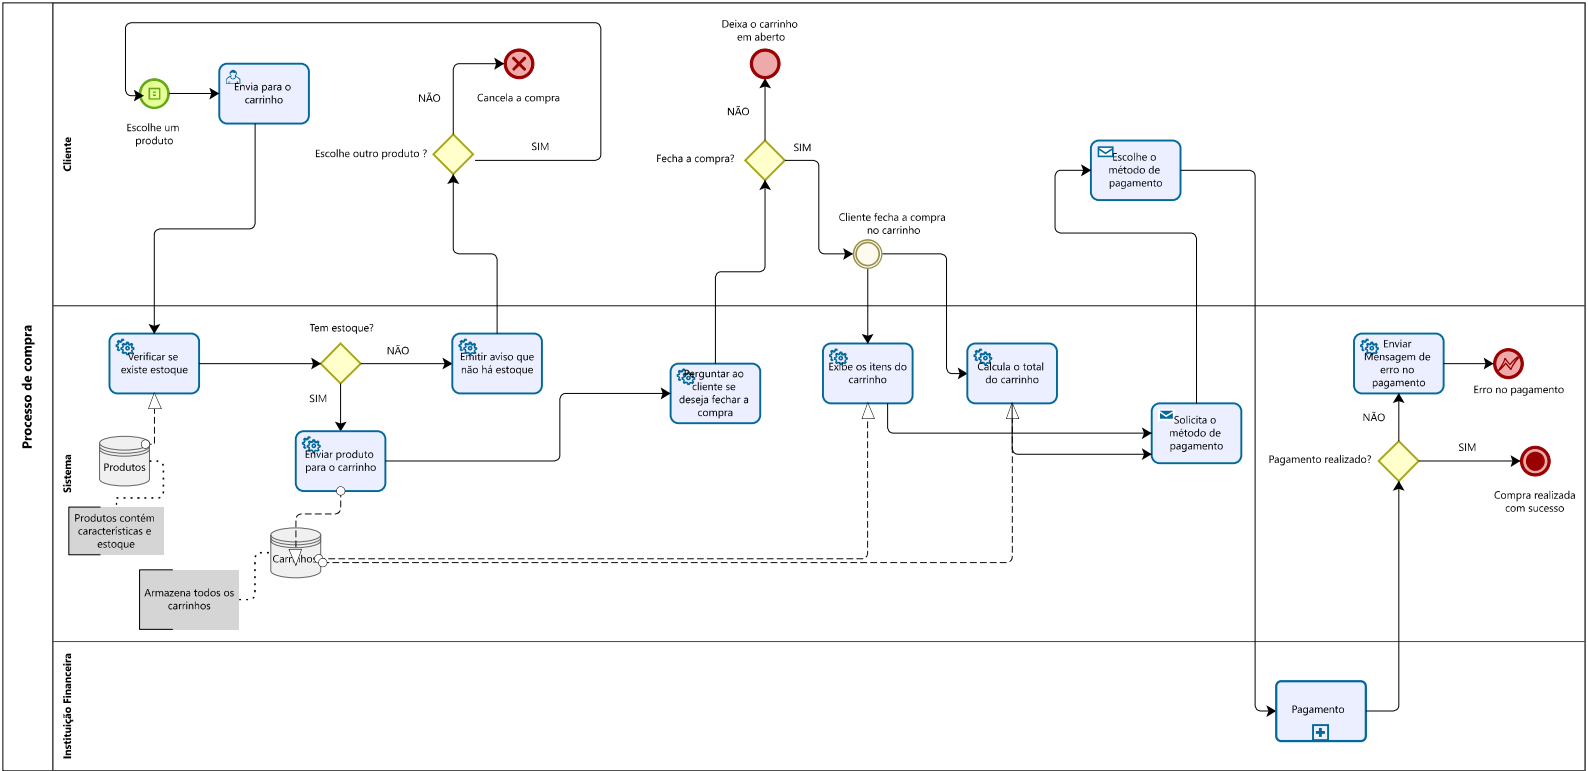 Processo de compra
Cliente
Escolhe um
produto
Envia para o
carrinho
Escolhe outro produto ?
NÃO
Cancela a compra
SIM
Deixa o carrinho
em aberto
NÃO
Fecha a compra?
SIM
Cliente fecha a compra
no carrinho
Escolhe o
método de
pagamento
Sistema
Verificar se
existe estoque
Tem estoque?
NÃO
SIM
Emitir aviso que
não há estoque
Enviar produto
para o carrinho
Perguntar ao
cliente se
deseja fechar a
compra
Exibe os itens do
carrinho
Calcula o total
do carrinho
Solicita o
método de
pagamento
Enviar
Mensagem de
erro no
pagamento
Erro no pagamento
NÃO
Pagamento realizado?
SIM
Compra realizada
com sucesso
Produtos
Produtos contém
características e
estoque
Carrinhos
Armazena todos os
carrinhos
Instituição Financeira
Pagamento